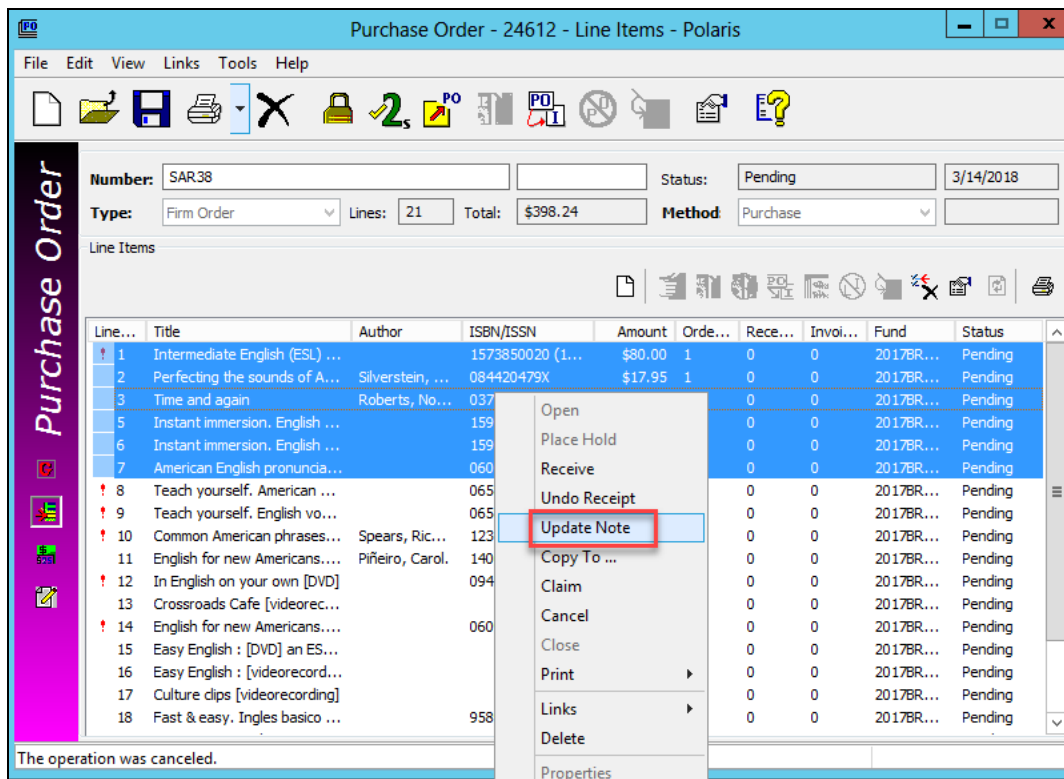 Purchase Order - 24612 - Line Items - Polaris
File Edit View Links Tools Help
Purchase Order
Number: SAR38 Status: Pending 3/14/2018
Type: Firm Order Lines: 21 Total: $398.24 Method Purchase
Line Items
Line... Title Author ISBN/ISSN Amount Orde... Rece... Invoi... Fund Status
1 Intermediate English (ESL) ... 1573850020 (1... $80.00 1 0 0 2017BR... Pending
2 Perfecting the sounds of A... Silverstein, ... 084420479X $17.95 1 0 0 2017BR... Pending
3 Time and again Roberts, No... 037 0 0 2017BR... Pending
5 Instant immersion. English ... 159 0 0 2017BR... Pending
6 Instant immersion. English ... 159 0 0 2017BR... Pending
7 American English pronuncia... 060 0 0 2017BR... Pending
8 Teach yourself. American ... 065 0 0 2017BR... Pending
9 Teach yourself. English vo... 065 0 0 2017BR... Pending
10 Common American phrases... Spears, Ric... 123 0 0 2017BR... Pending
11 English for new Americans.... Piñeiro, Carol. 140 0 0 2017BR... Pending
12 In English on your own [DVD] 094 0 0 2017BR... Pending
13 Crossroads Cafe [videorec... 0 0 2017BR... Pending
14 English for new Americans.... 060 0 0 2017BR... Pending
15 Easy English : [DVD] an ES... 0 0 2017BR... Pending
16 Easy English : [videorecord... 0 0 2017BR... Pending
17 Culture clips [videorecording] 0 0 2017BR... Pending
18 Fast & easy. Ingles basico ... 958 0 0 2017BR... Pending
Open
Place Hold
Receive
Undo Receipt
Update Note
Copy To ...
Claim
Cancel
Close
Print
Links
Delete
Properties
The operation was canceled.